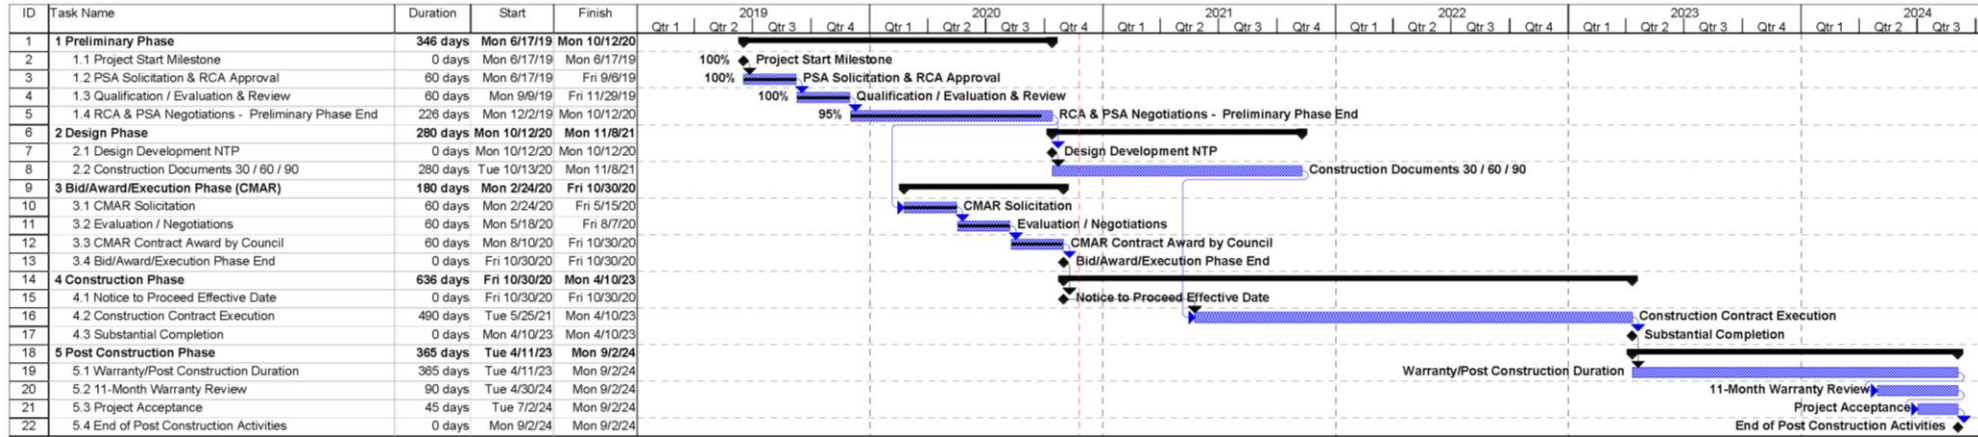 ID Task Name Duration Start Finish 2019 2020 2021 2022 2023 2024
Qtr 1 Qtr 2 Qtr 3 Qtr 4 Qtr 1 Qtr 2 Qtr 3 Qtr 4 Qtr 1 Qtr 2 Qtr 3 Qtr 4 Qtr 1 Qtr 2 Qtr 3 Qtr 4 Qtr 1 Qtr 2 Qtr 3 Qtr 4 Qtr 1 Qtr 2 Qtr 3
1 1 Preliminary Phase 346 days Mon 6/17/19 Mon 10/12/20
2 1.1 Project Start Milestone 0 days Mon 6/17/19 Mon 6/17/19 100% Project Start Milestone
3 1.2 PSA Solicitation & RCA Approval 60 days Mon 6/17/19 Fri 9/6/19 100% PSA Solicitation & RCA Approval
4 1.3 Qualification / Evaluation & Review 60 days Mon 9/9/19 Fri 11/29/19 100% Qualification / Evaluation & Review
5 1.4 RCA & PSA Negotiations - Preliminary Phase End 226 days Mon 12/2/19 Mon 10/12/20 95% RCA & PSA Negotiations - Preliminary Phase End
6 2 Design Phase 280 days Mon 10/12/20 Mon 11/8/21
7 2.1 Design Development NTP 0 days Mon 10/12/20 Mon 10/12/20 Design Development NTP
8 2.2 Construction Documents 30 / 60 / 90 280 days Tue 10/13/20 Mon 11/8/21 Construction Documents 30 / 60 / 90
9 3 Bid/Award/Execution Phase (CMAR) 180 days Mon 2/24/20 Fri 10/30/20
10 3.1 CMAR Solicitation 60 days Mon 2/24/20 Fri 5/15/20 CMAR Solicitation
11 3.2 Evaluation / Negotiations 60 days Mon 5/18/20 Fri 8/7/20 Evaluation / Negotiations
12 3.3 CMAR Contract Award by Council 60 days Mon 8/10/20 Fri 10/30/20 CMAR Contract Award by Council
13 3.4 Bid/Award/Execution Phase End 0 days Fri 10/30/20 Fri 10/30/20 Bid/Award/Execution Phase End
14 4 Construction Phase 636 days Fri 10/30/20 Mon 4/10/23
15 4.1 Notice to Proceed Effective Date 0 days Fri 10/30/20 Fri 10/30/20 Notice to Proceed Effective Date
16 4.2 Construction Contract Execution 490 days Tue 5/25/21 Mon 4/10/23 Construction Contract Execution
17 4.3 Substantial Completion 0 days Mon 4/10/23 Mon 4/10/23 Substantial Completion
18 5 Post Construction Phase 365 days Tue 4/11/23 Mon 9/2/24
19 5.1 Warranty/Post Construction Duration 365 days Tue 4/11/23 Mon 9/2/24 Warranty/Post Construction Duration
20 5.2 11-Month Warranty Review 90 days Tue 4/30/24 Mon 9/2/24 11-Month Warranty Review
21 5.3 Project Acceptance 45 days Tue 7/2/24 Mon 9/2/24 Project Acceptance
22 5.4 End of Post Construction Activities 0 days Mon 9/2/24 Mon 9/2/24 End of Post Construction Activities